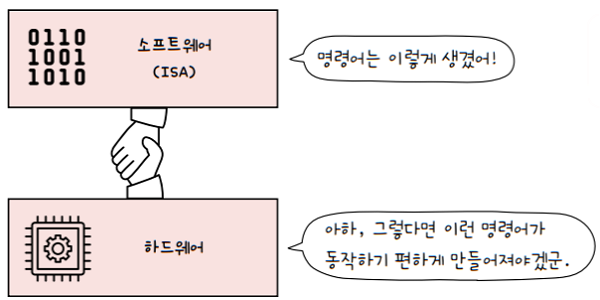 0110
1001
1010
소프트웨어
(ISA)
명령어는 이렇게 생겼어!
하드웨어
아하, 그렇다면 이런 명령어가
동작하기 편하게 만들어져야겠군.